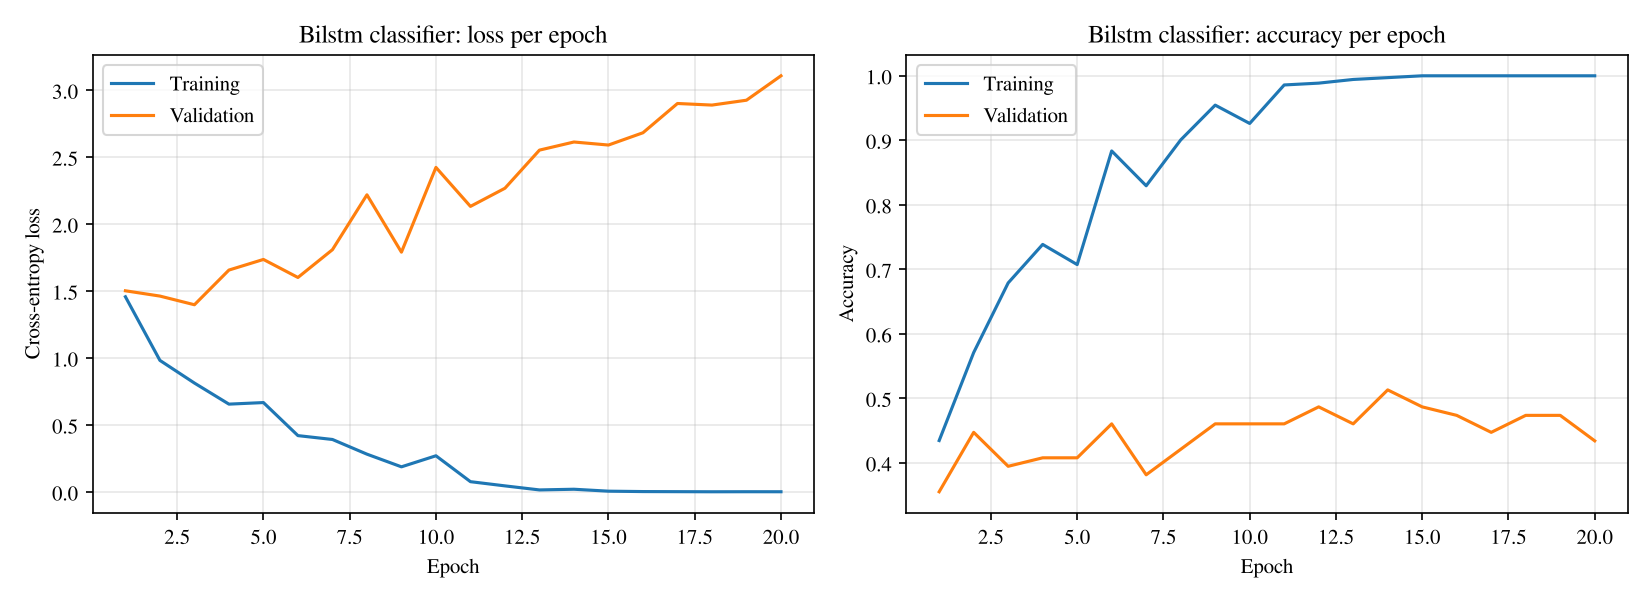 Bilstm classifier: loss per epoch
Training
Validation
3.0
2.5
2.0
1.5
1.0
0.5
0.0
Cross-entropy loss
2.5 5.0 7.5 10.0 12.5 15.0 17.5 20.0
Epoch
Bilstm classifier: accuracy per epoch
Training
Validation
1.0
0.9
0.8
0.7
0.6
0.5
0.4
Accuracy
2.5 5.0 7.5 10.0 12.5 15.0 17.5 20.0
Epoch